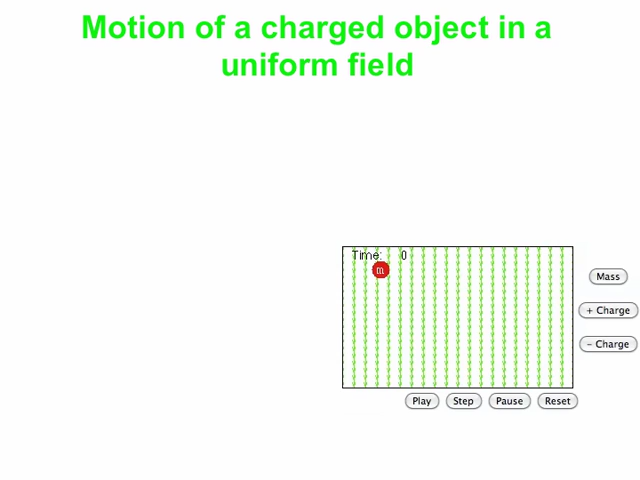 Motion of a charged object in a
uniform field
Time: 0
m
Mass
+ Charge
- Charge
Play Step Pause Reset